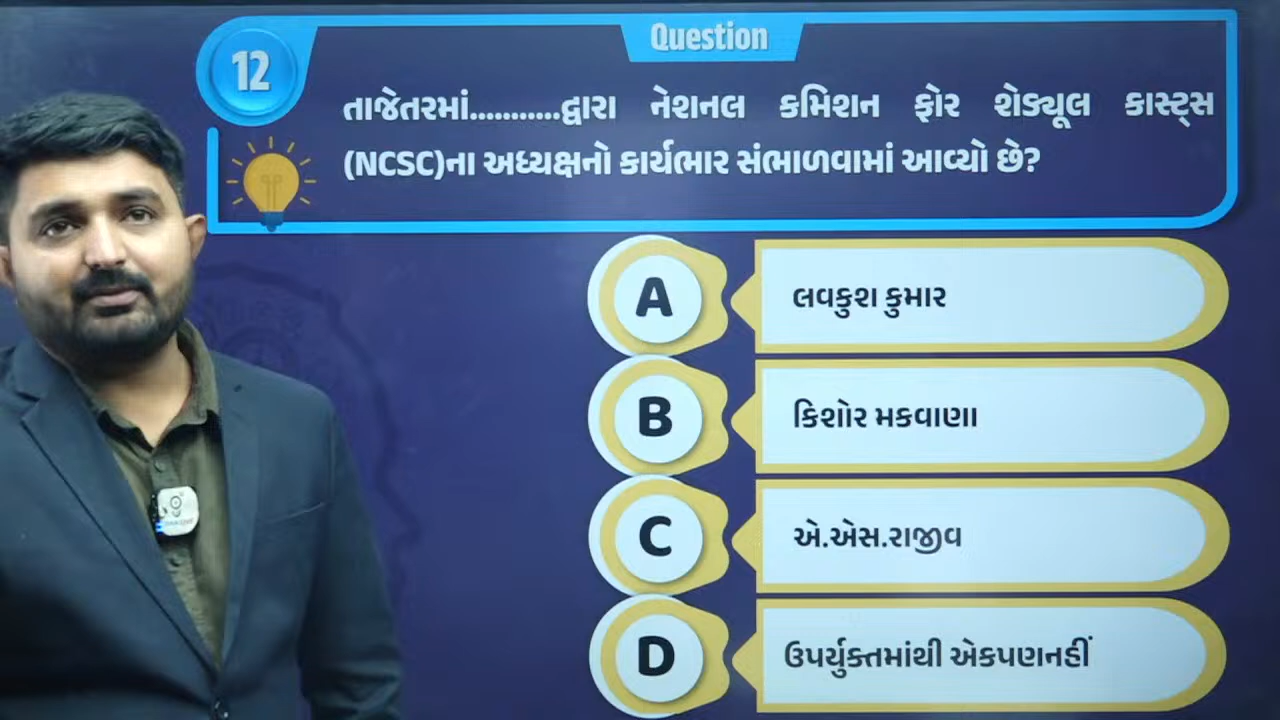 Question
12
તાજેતરમાં...........દ્વારા નેશનલ કમિશન ફોર શેડ્યૂલ કાસ્ટ્સ
(NCSC)ના અધ્યક્ષનો કાર્યભાર સંભાળવામાં આવ્યો છે?
A
લવકુશ કુમાર
B
કિશોર મકવાણા
C
એ.એસ.રાજીવ
D
ઉપર્યુક્તમાંથી એકપણનહીં